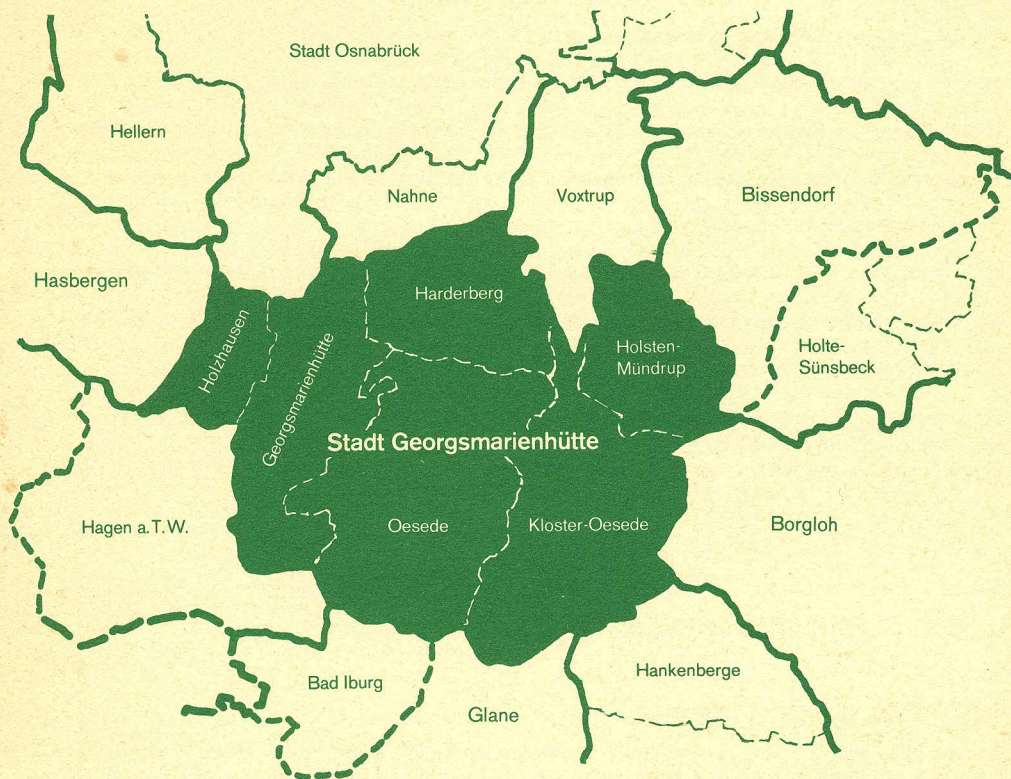 Stadt Osnabrück
Hellern
Nahne
Voxtrup
Bissendorf
Hasbergen
Harderberg
Holzhausen
Georgsmarienhütte
Holsten-
Mündrup
Holte-
Sünsbeck
Stadt Georgsmarienhütte
Hagen a.T.W.
Oesede
Kloster-Oesede
Borgloh
Bad Iburg
Hankenberge
Glane